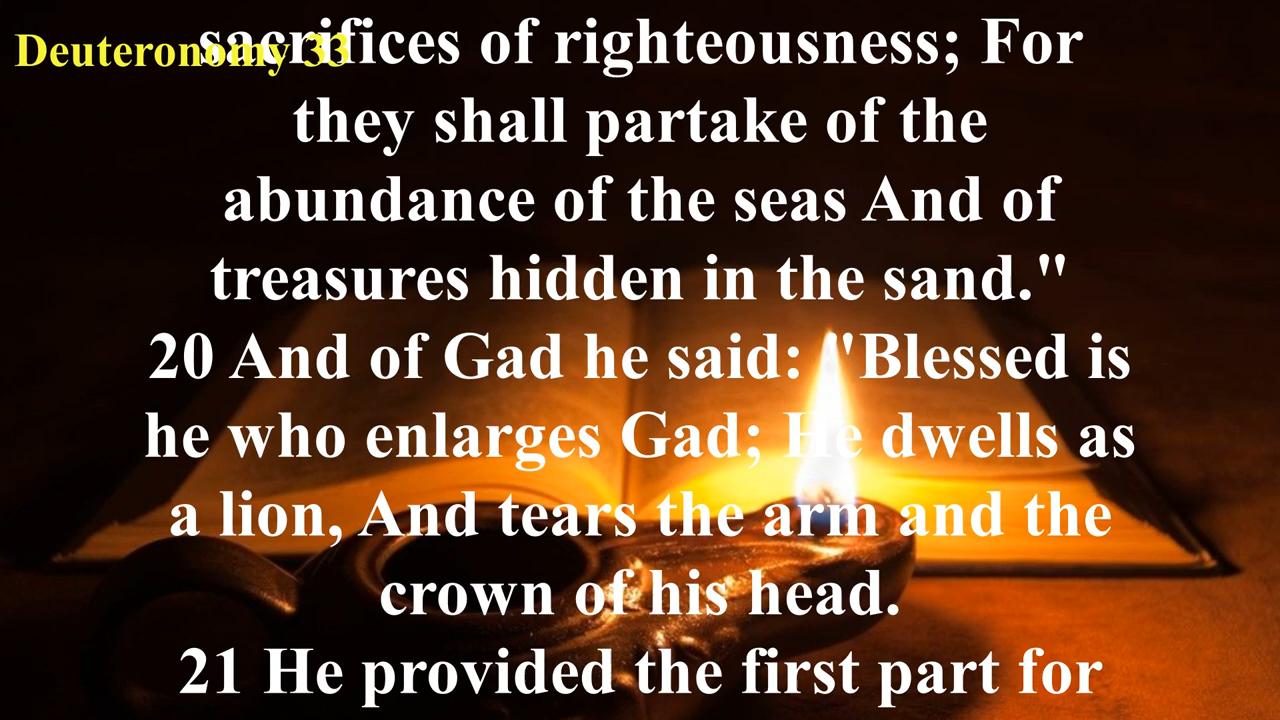 Deuteronomy 33
sacrifices of righteousness; For
they shall partake of the
abundance of the seas And of
treasures hidden in the sand."
20 And of Gad he said: "Blessed is
he who enlarges Gad; He dwells as
a lion, And tears the arm and the
crown of his head.
21 He provided the first part for